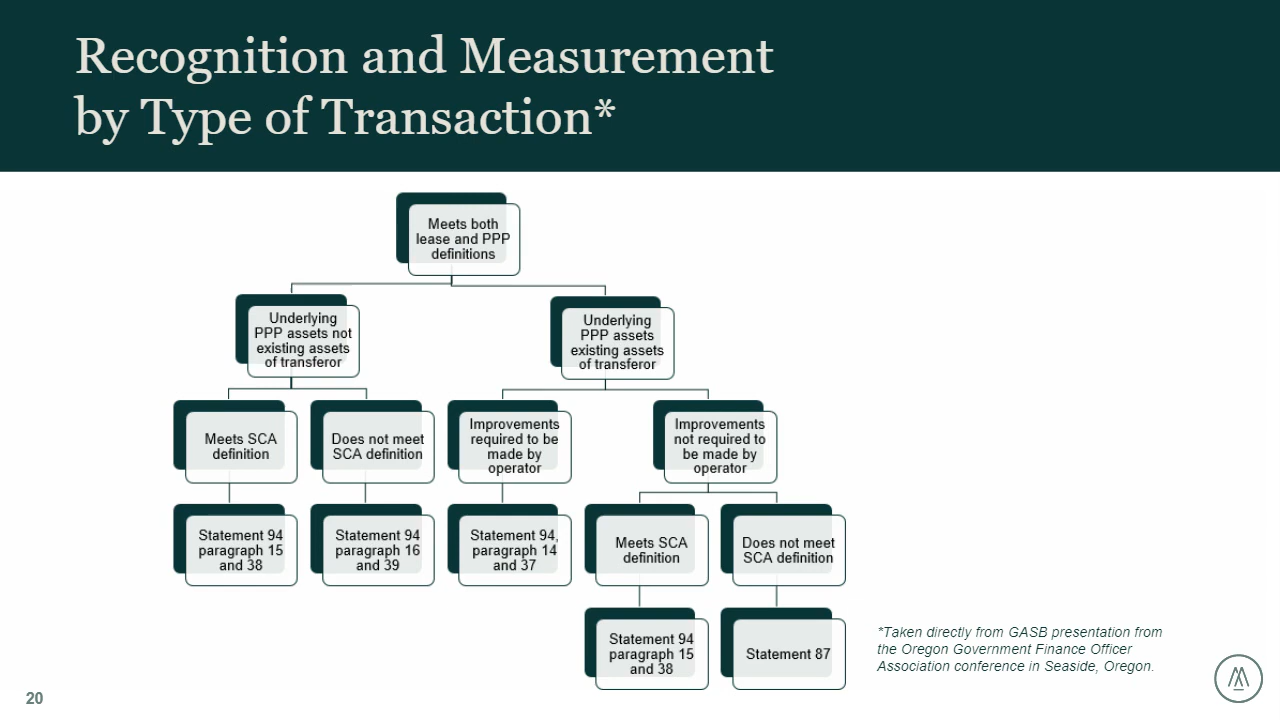 Recognition and Measurement
by Type of Transaction*
Meets both
lease and PPP
definitions
Underlying
PPP assets not
existing assets
of transferor
Underlying
PPP assets
existing assets
of transferor
Meets SCA
definition
Does not meet
SCA definition
Improvements
required to be
made by
operator
Improvements
not required to
be made by
operator
Statement 94
paragraph 15
and 38
Statement 94
paragraph 16
and 39
Statement 94,
paragraph 14
and 37
Meets SCA
definition
Does not meet
SCA definition
Statement 94
paragraph 15
and 38
Statement 87
*Taken directly from GASB presentation from
the Oregon Government Finance Officer
Association conference in Seaside, Oregon.
20